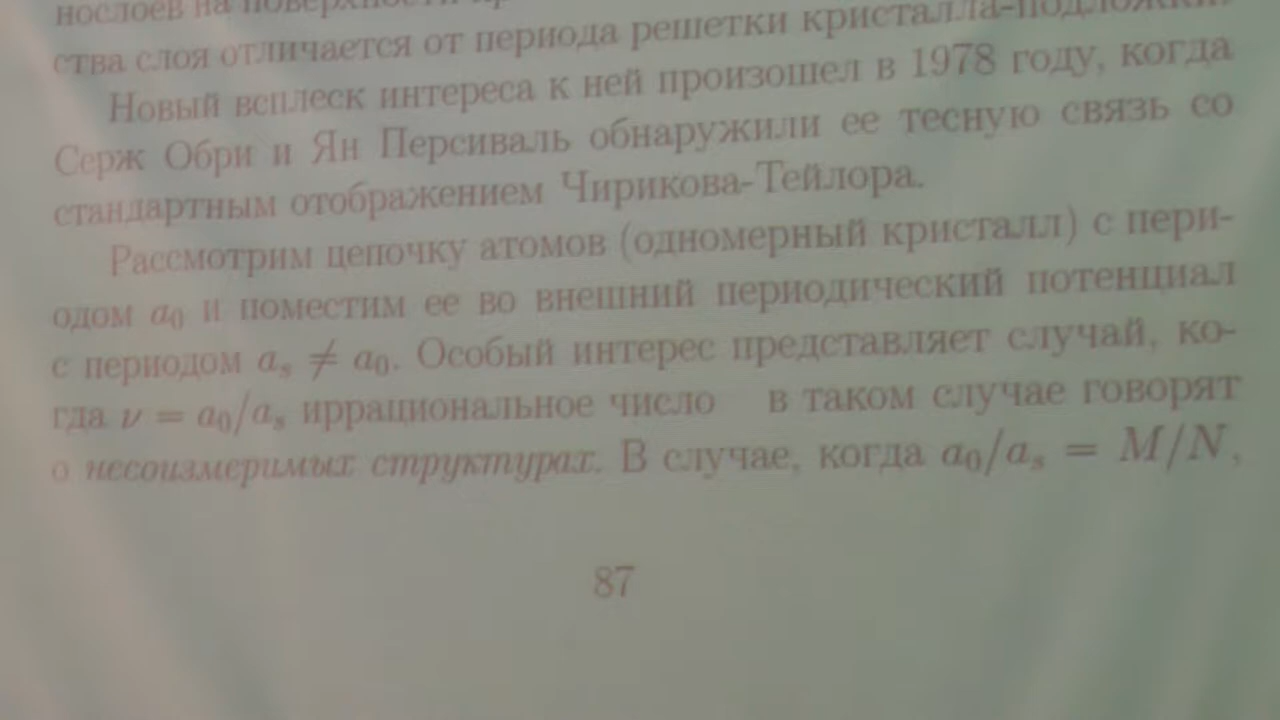 нослоев на поверхности
ства слоя отличается от периода решетки кристалла-подложки.
Новый всплеск интереса к ней произошел в 1978 году, когда
Серж Обри и Ян Персиваль обнаружили ее тесную связь со
стандартным отображением Чирикова-Тейлора.
Рассмотрим цепочку атомов (одномерный кристалл) с пери-
одом a₀ и поместим ее во внешний периодический потенциал
с периодом aₛ ≠ a₀. Особый интерес представляет случай, ко-
гда ν = a₀/aₛ иррациональное число в таком случае говорят
о несоизмеримых структурах. В случае, когда a₀/aₛ = M/N,
87